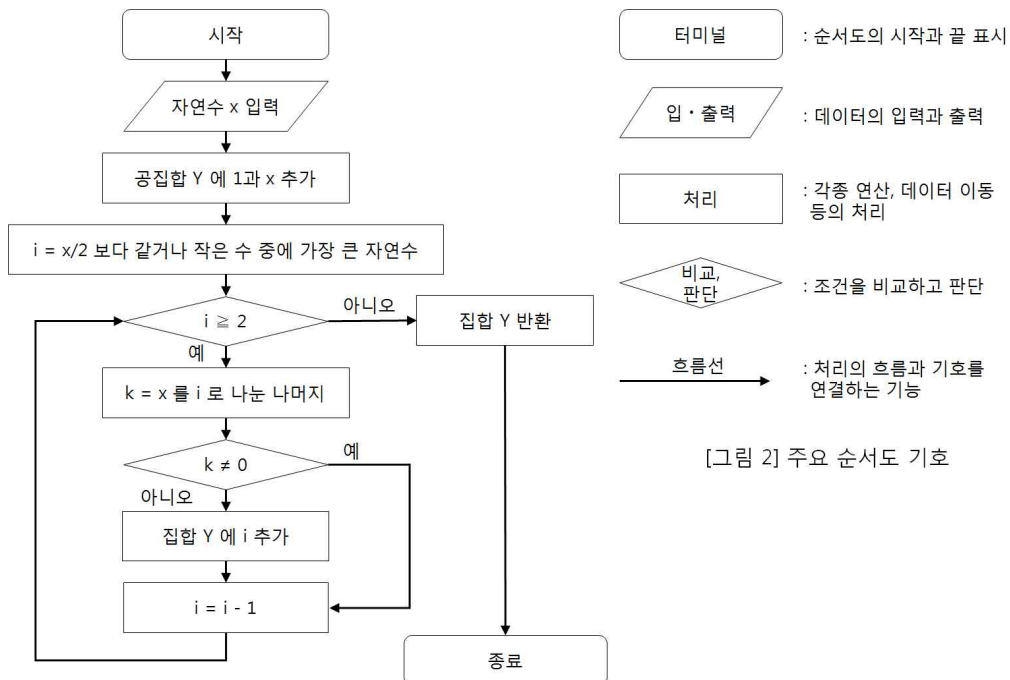 시작
자연수 x 입력
공집합 Y 에 1과 x 추가
i = x/2 보다 같거나 작은 수 중에 가장 큰 자연수
i ≧ 2
아니오
집합 Y 반환
예
k = x 를 i 로 나눈 나머지
k ≠ 0
예
아니오
집합 Y 에 i 추가
i = i - 1
종료
터미널
: 순서도의 시작과 끝 표시
입・출력
: 데이터의 입력과 출력
처리
: 각종 연산, 데이터 이동
등의 처리
비교,
판단
: 조건을 비교하고 판단
흐름선
: 처리의 흐름과 기호를
연결하는 기능
[그림 2] 주요 순서도 기호